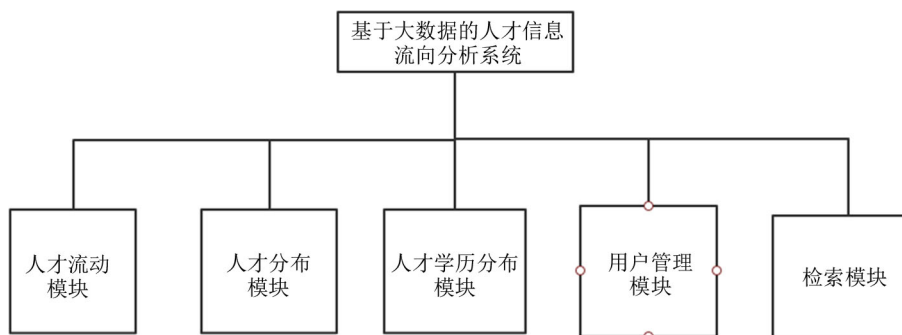 基于大数据的人才信息
流向分析系统
人才流动
模块
人才分布
模块
人才学历分布
模块
用户管理
模块
检索模块